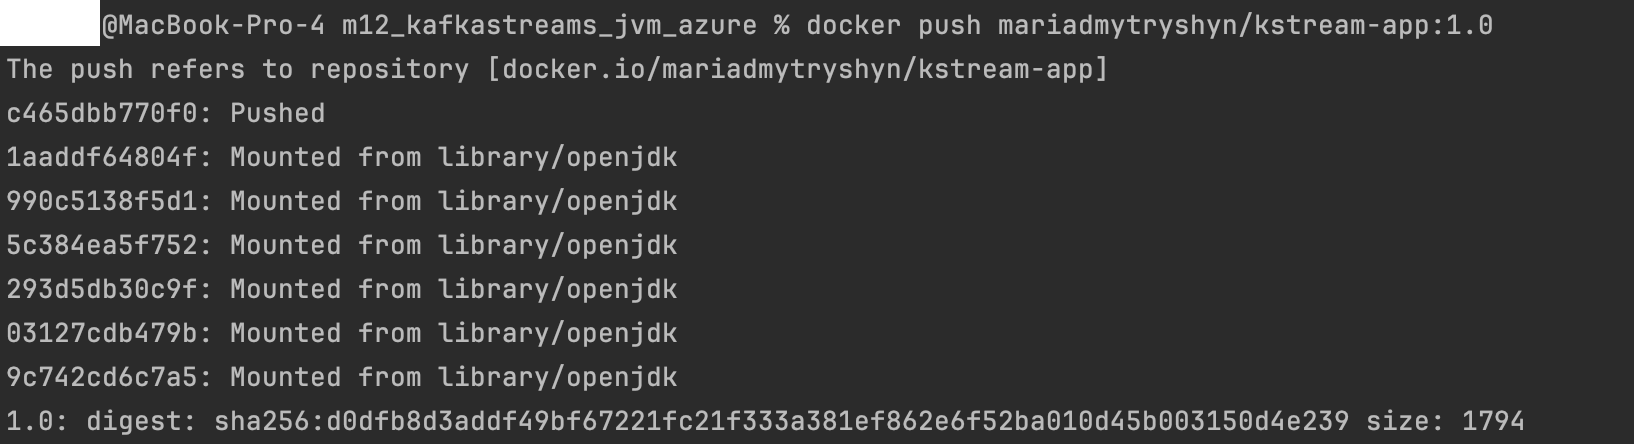 @MacBook-Pro-4 m12_kafkastreams_jvm_azure % docker push mariadmytryshyn/kstream-app:1.0
The push refers to repository [docker.io/mariadmytryshyn/kstream-app]
c465dbb770f0: Pushed
1aaddf64804f: Mounted from library/openjdk
990c5138f5d1: Mounted from library/openjdk
5c384ea5f752: Mounted from library/openjdk
293d5db30c9f: Mounted from library/openjdk
03127cdb479b: Mounted from library/openjdk
9c742cd6c7a5: Mounted from library/openjdk
1.0: digest: sha256:d0dfb8d3addf49bf67221fc21f333a381ef862e6f52ba010d45b003150d4e239 size: 1794